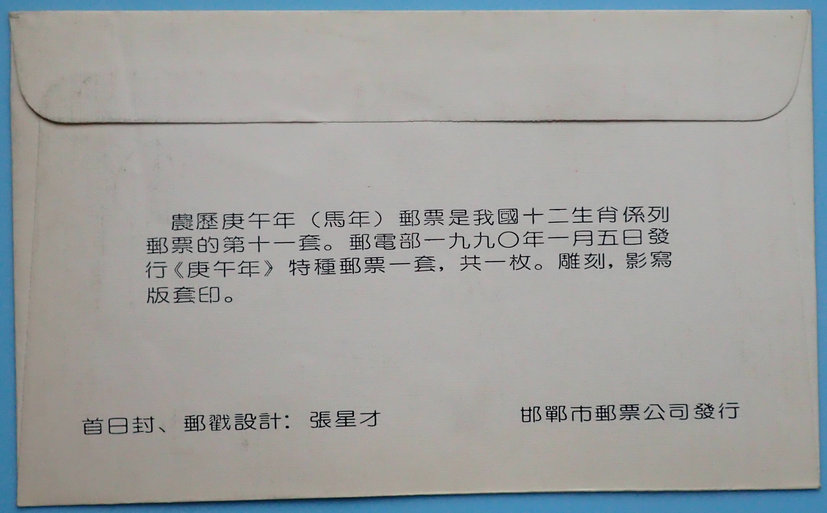 農歷庚午年（馬年）郵票是我國十二生肖係列
郵票的第十一套。郵電部一九九〇年一月五日發
行《庚午年》特種郵票一套，共一枚。雕刻，影寫
版套印。
首日封、郵戳設計：張星才
邯鄲市郵票公司發行